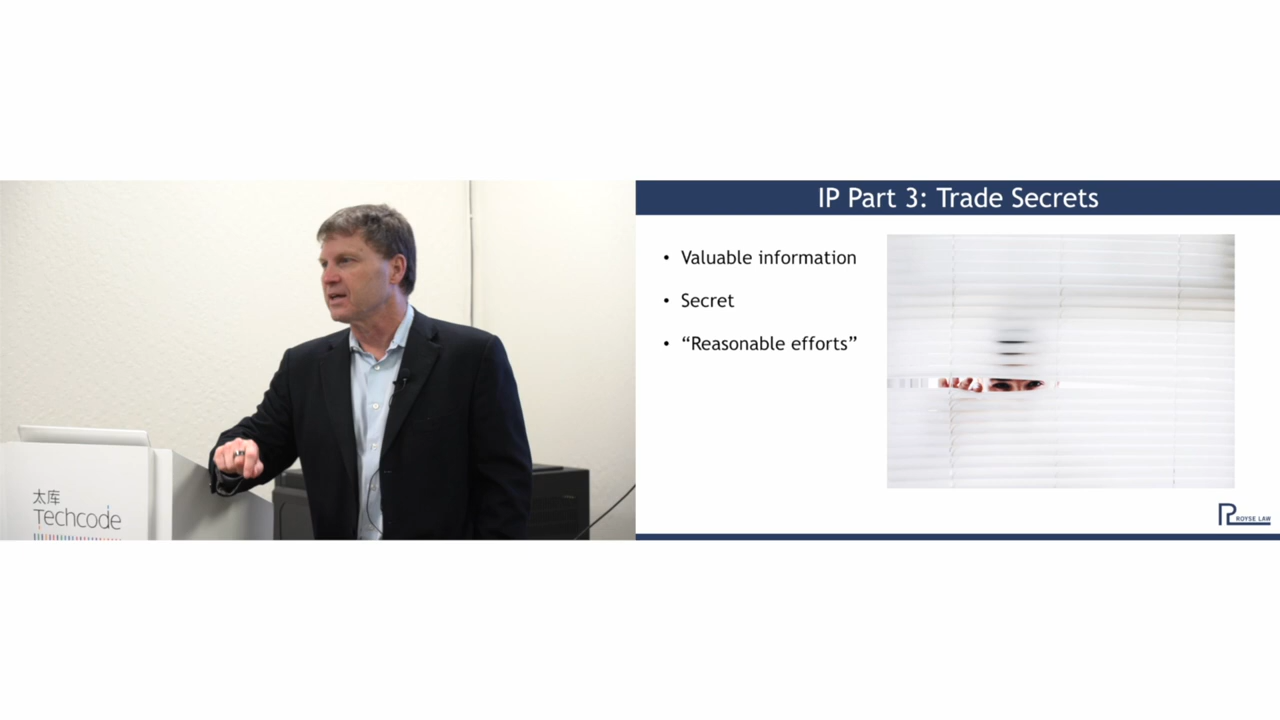 太库
Techcode
IP Part 3: Trade Secrets
• Valuable information
• Secret
• “Reasonable efforts”
ROYSE LAW